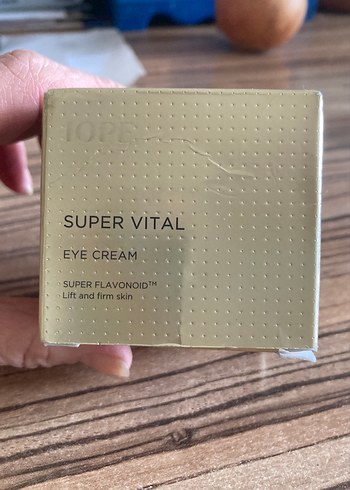 IOPE
SUPER VITAL
EYE CREAM
SUPER FLAVONOID™
Lift and firm skin